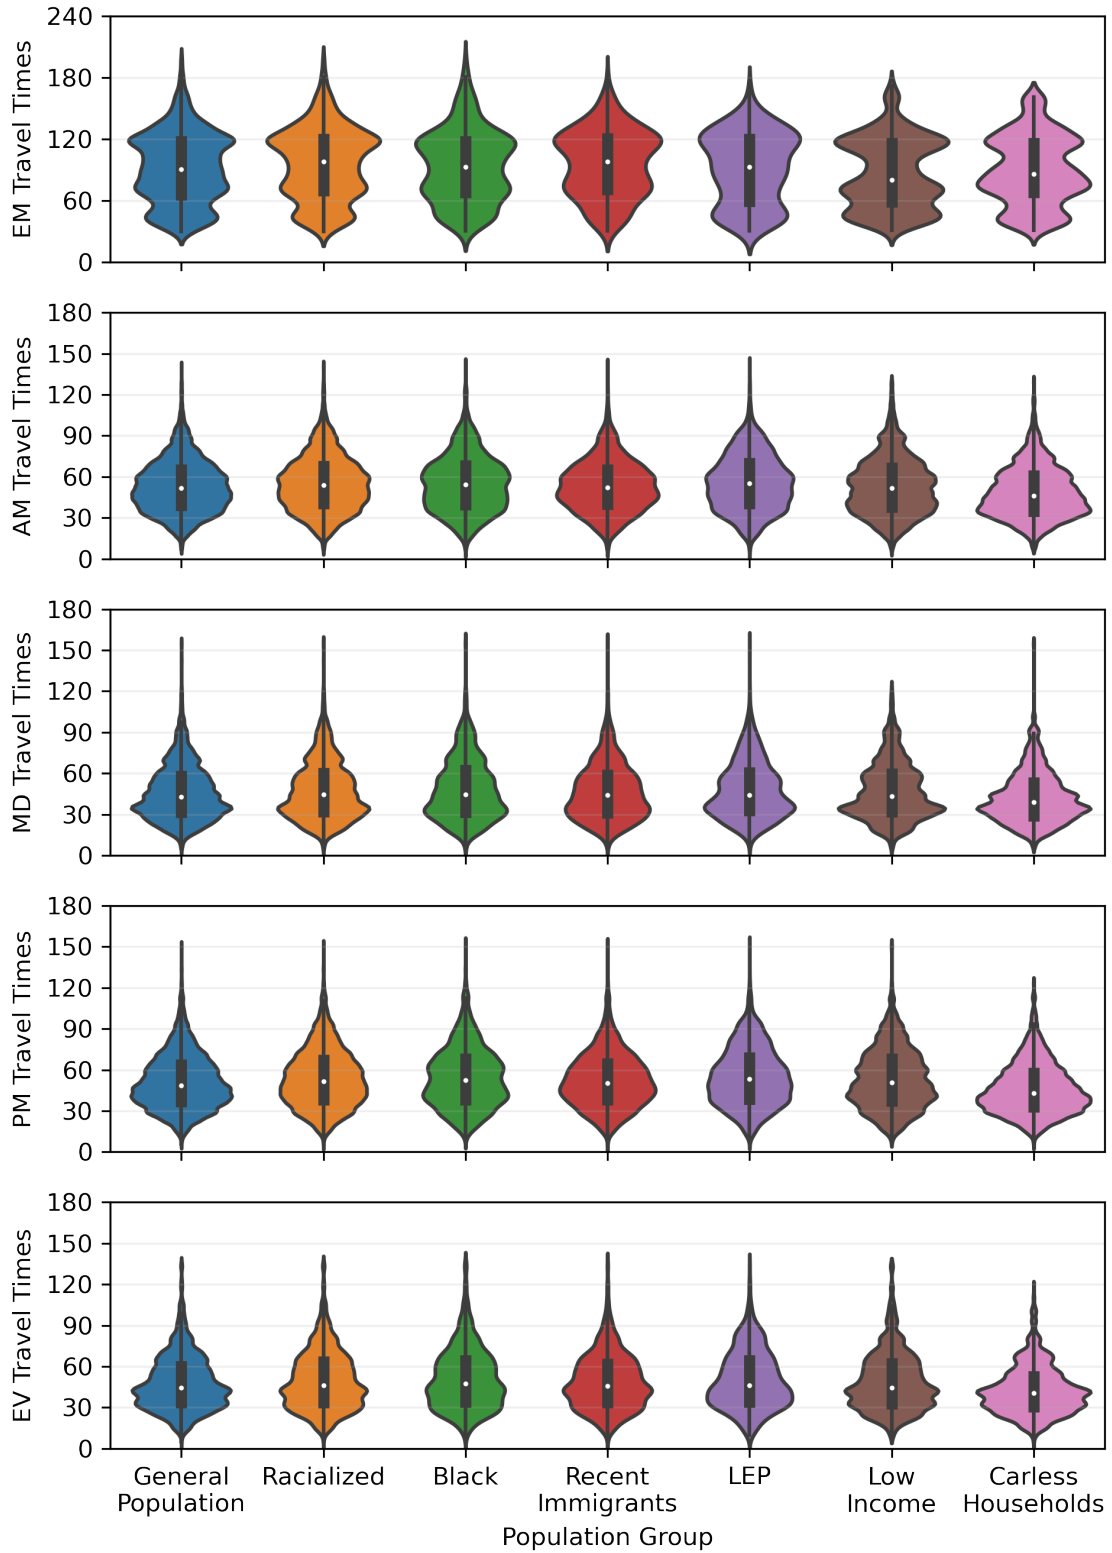 EM Travel Times
240
180
120
60
0
AM Travel Times
180
150
120
90
60
30
0
MD Travel Times
180
150
120
90
60
30
0
PM Travel Times
180
150
120
90
60
30
0
EV Travel Times
180
150
120
90
60
30
0
General
Population
Racialized
Black
Recent
Immigrants
LEP
Low
Income
Carless
Households
Population Group